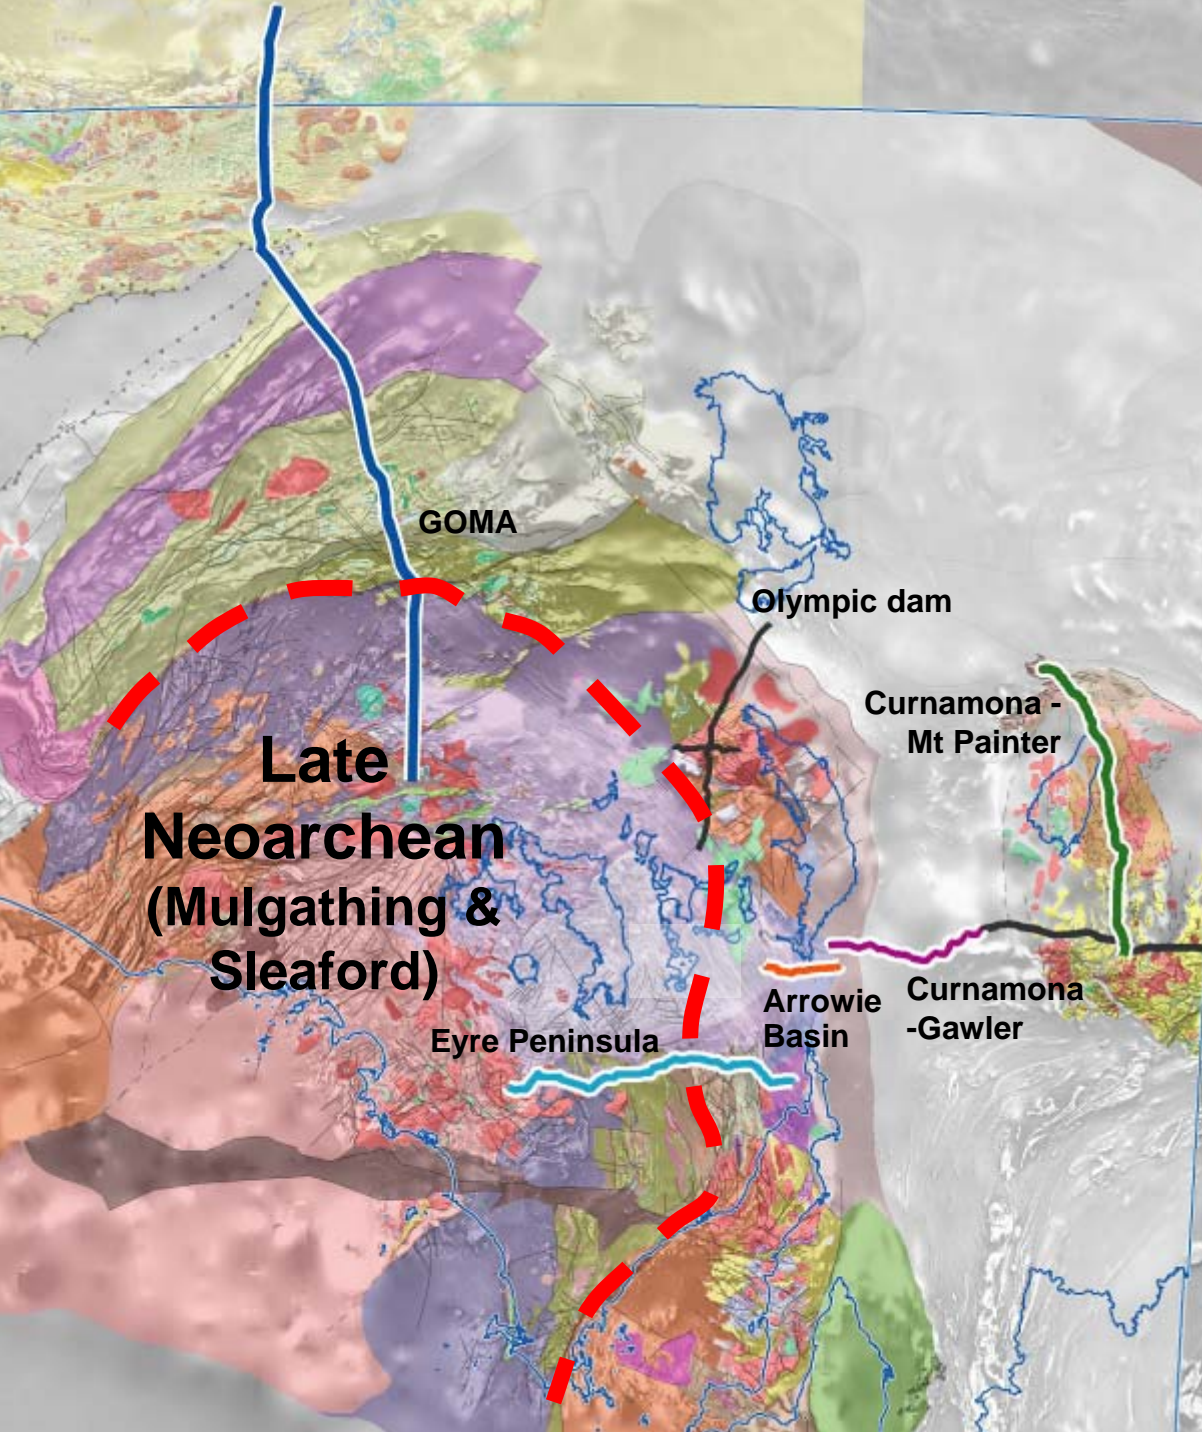 GOMA
Olympic dam
Curnamona -
Mt Painter
Late
Neoarchean
(Mulgathing &
Sleaford)
Eyre Peninsula
Arrowie
Basin
Curnamona
-Gawler